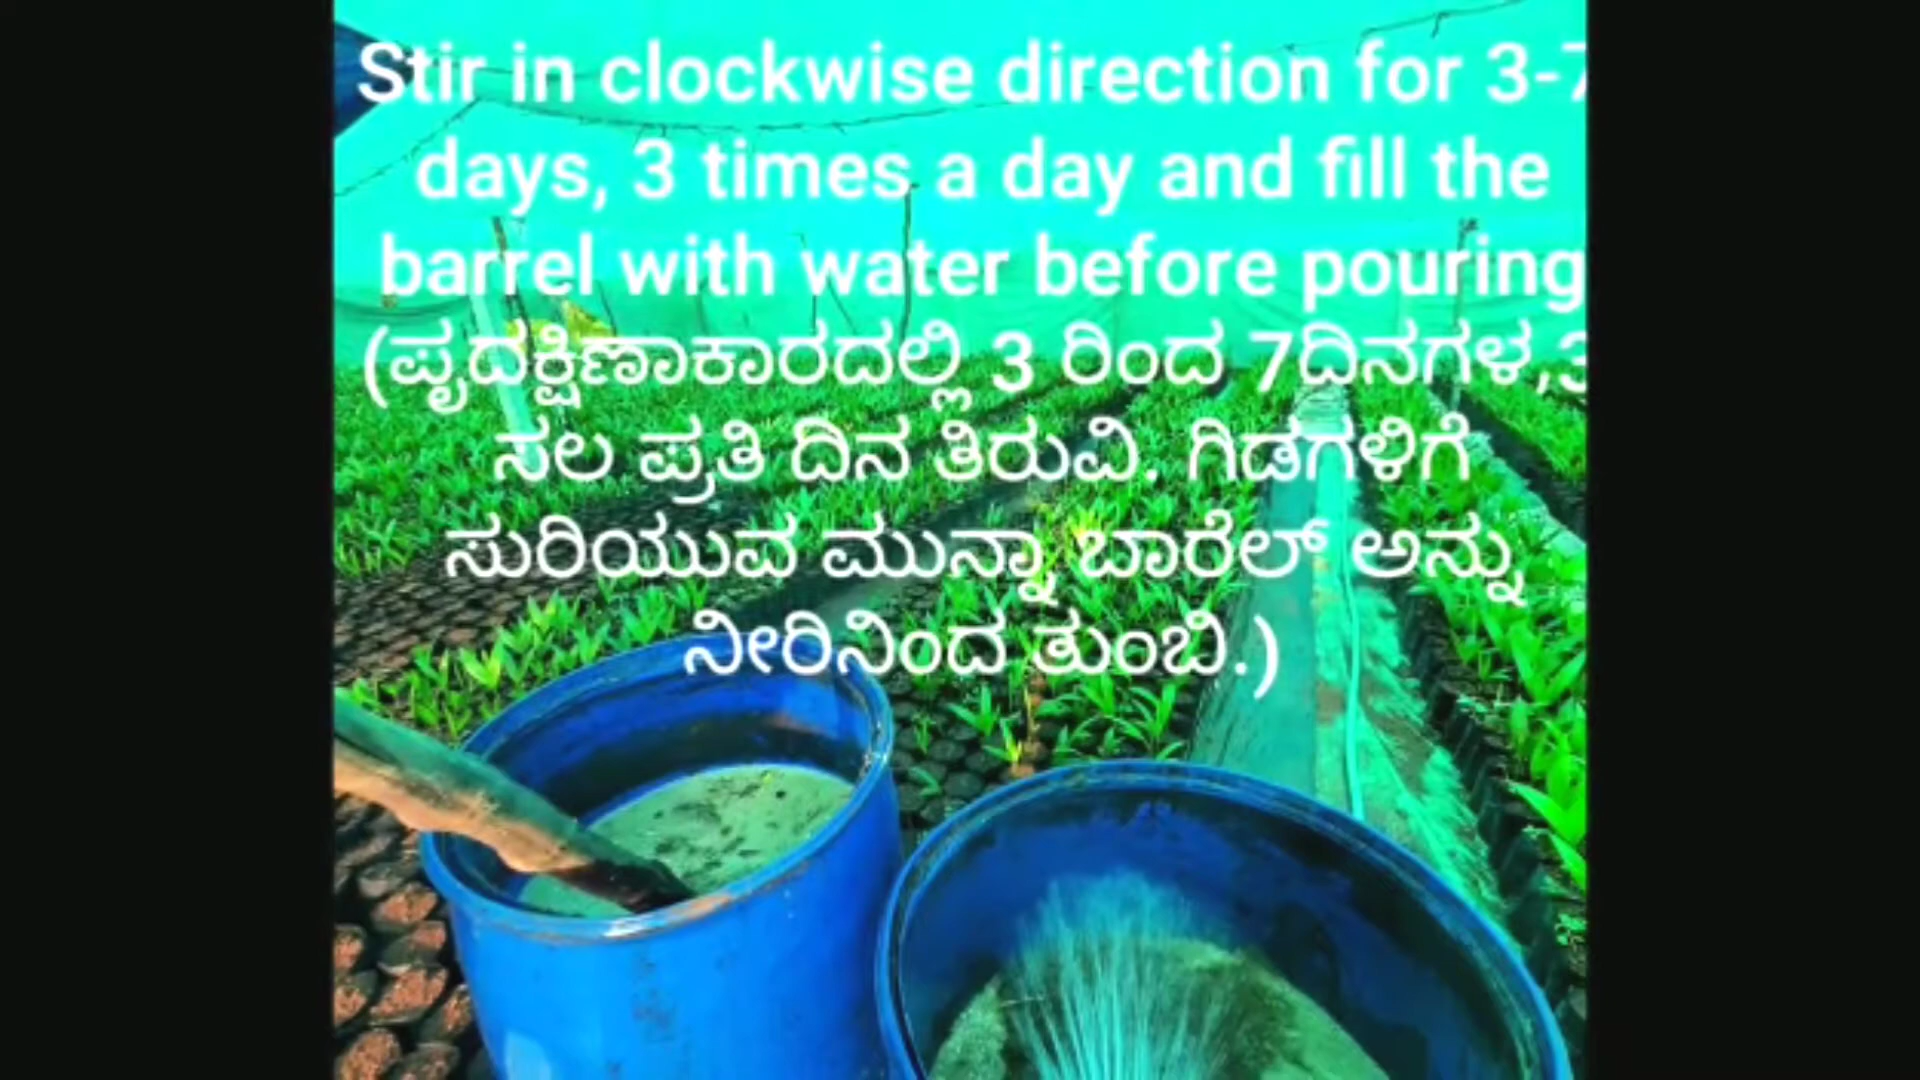 Stir in clockwise direction for 3-7
days, 3 times a day and fill the
barrel with water before pouring
(ಪೃದಕ್ಷಿಣಾಕಾರದಲ್ಲಿ 3 ರಿಂದ 7ದಿನಗಳ,3
ಸಲ ಪ್ರತಿ ದಿನ ತಿರುವಿ. ಗಿಡಗಳಿಗೆ
ಸುರಿಯುವ ಮುನ್ನಾ ಬಾರೆಲ್ ಅನ್ನು
ನೀರಿನಿಂದ ತುಂಬಿ.)